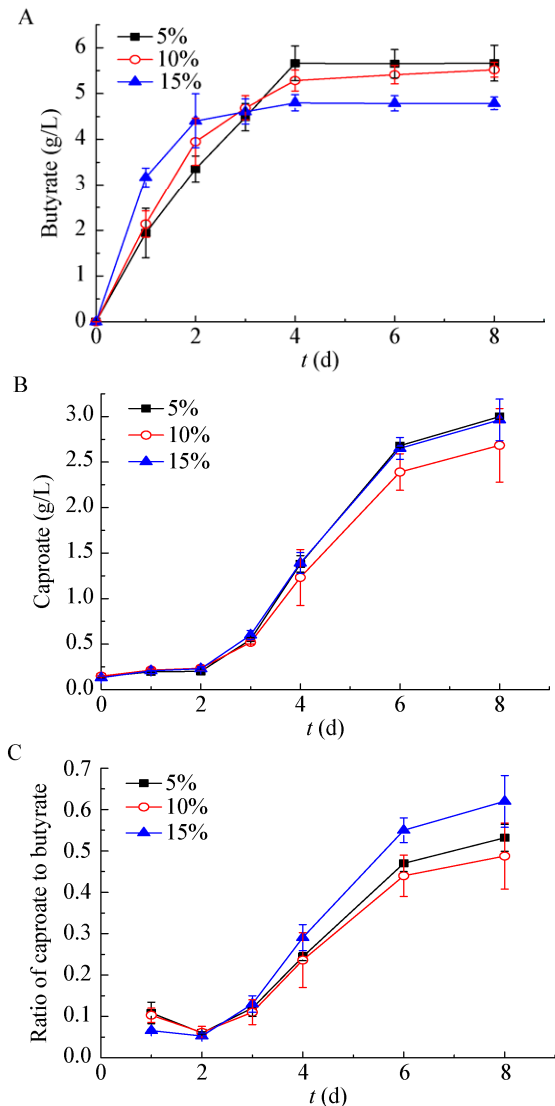 A
5%
10%
15%
Butyrate (g/L)
6
5
4
3
2
1
0
0 2 4 6 8
t (d)
B
5%
10%
15%
Caproate (g/L)
3.0
2.5
2.0
1.5
1.0
0.5
0.0
0 2 4 6 8
t (d)
C
5%
10%
15%
Ratio of caproate to butyrate
0.7
0.6
0.5
0.4
0.3
0.2
0.1
0.0
0 2 4 6 8
t (d)